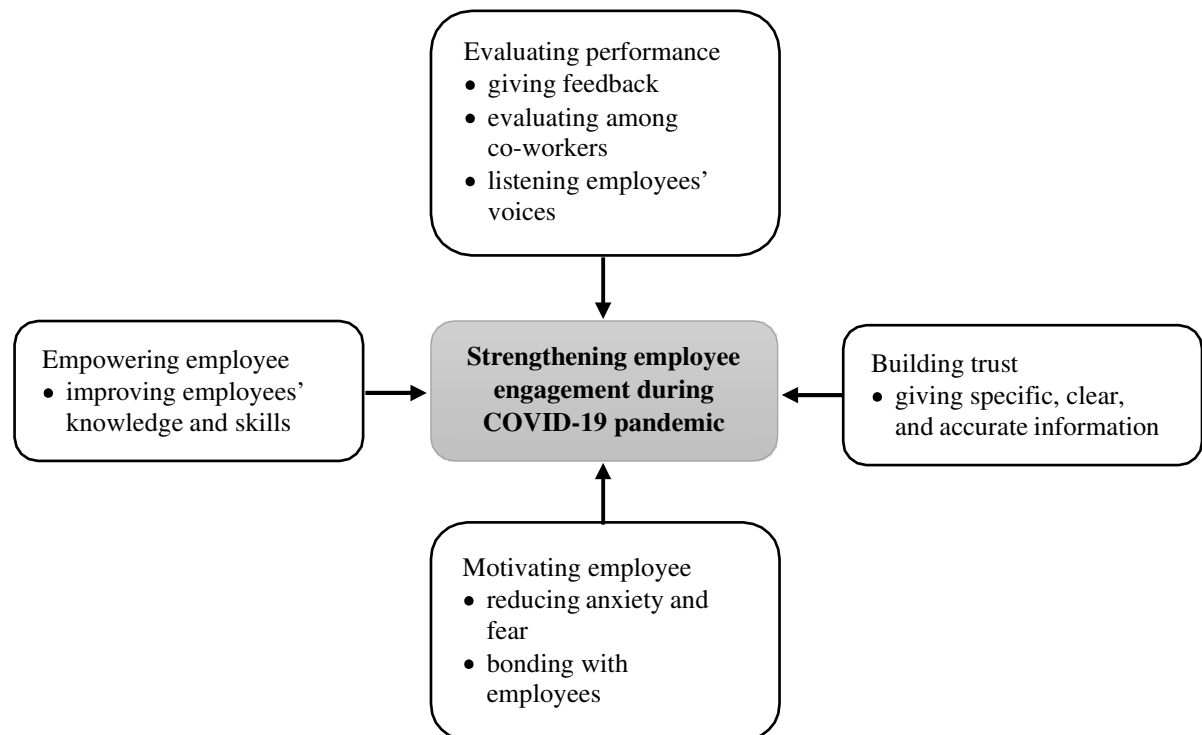 Evaluating performance
• giving feedback
• evaluating among
co-workers
• listening employees’
voices
Empowering employee
• improving employees’
knowledge and skills
Strengthening employee
engagement during
COVID-19 pandemic
Building trust
• giving specific, clear,
and accurate information
Motivating employee
• reducing anxiety and
fear
• bonding with
employees